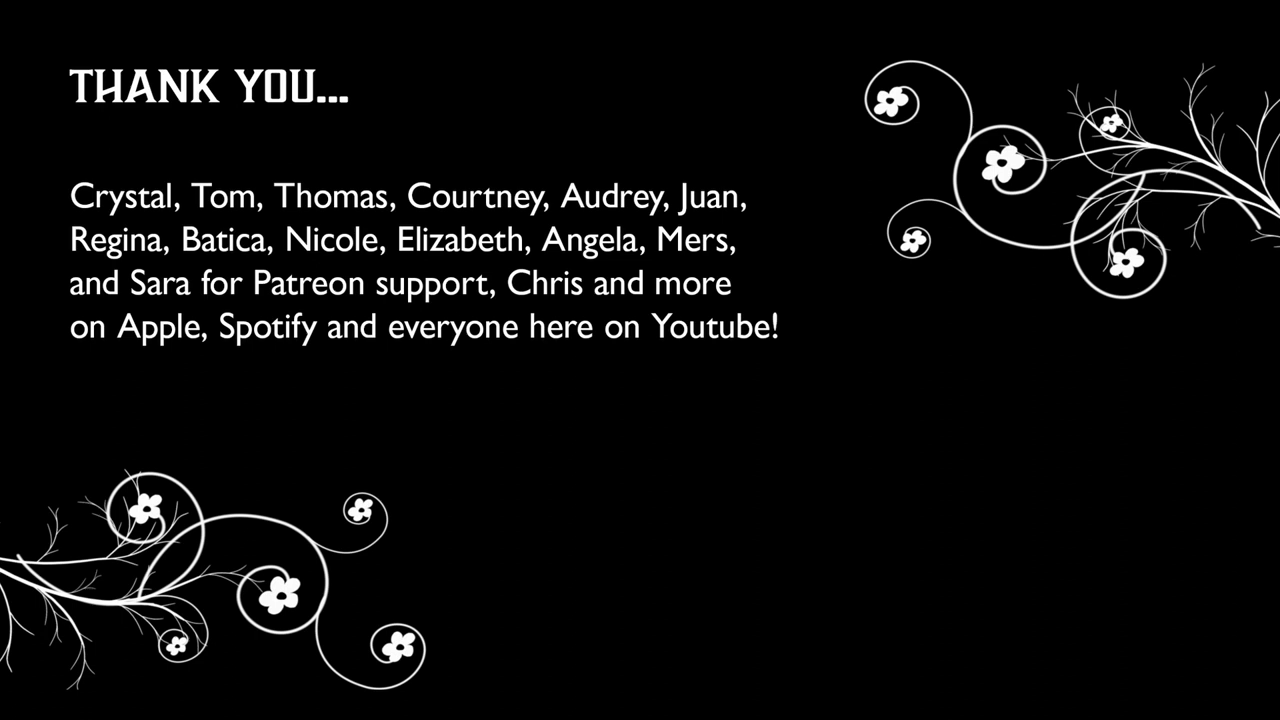 THANK YOU...
Crystal, Tom, Thomas, Courtney, Audrey, Juan,
Regina, Batica, Nicole, Elizabeth, Angela, Mers,
and Sara for Patreon support, Chris and more
on Apple, Spotify and everyone here on Youtube!